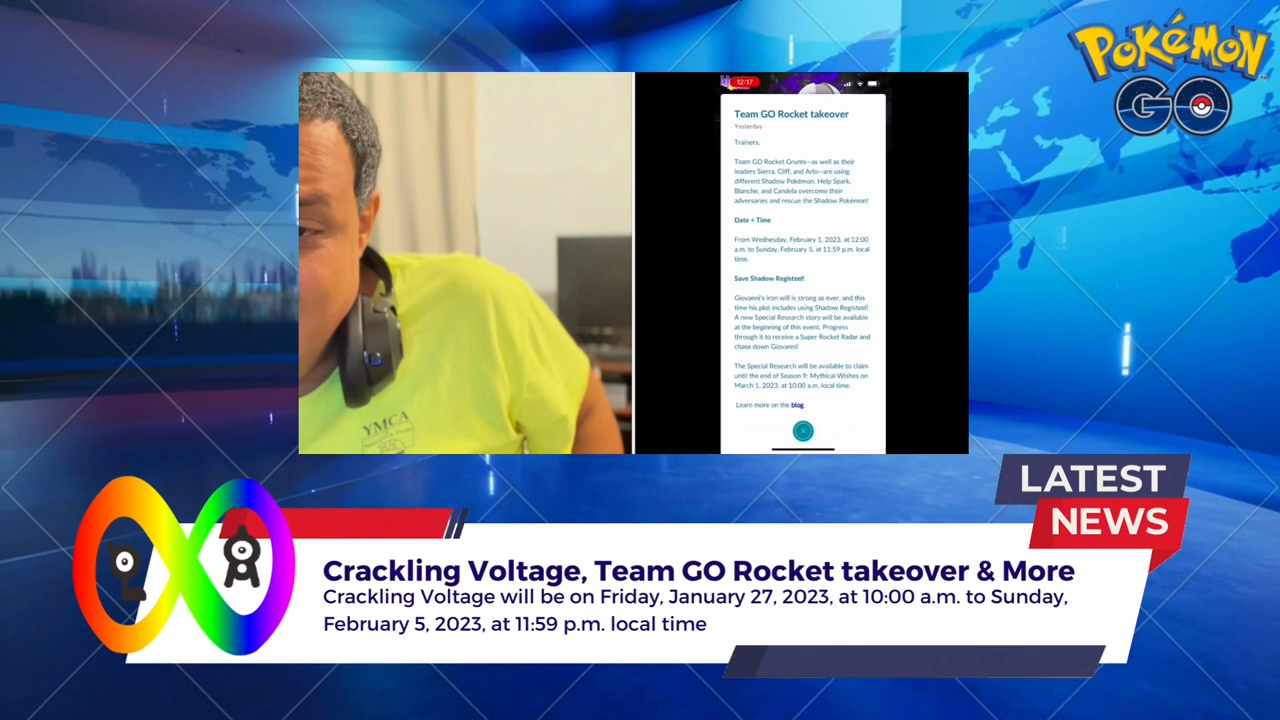 POKéMON
GO
12:17
Team GO Rocket takeover
Yesterday
Trainers,
Team GO Rocket Grunts—as well as their
leaders Sierra, Cliff, and Arlo—are using
different Shadow Pokémon. Help Spark,
Blanche, and Candela overcome their
adversaries and rescue the Shadow Pokémon!
Date + Time
From Wednesday, February 1, 2023, at 12:00
a.m. to Sunday, February 5, at 11:59 p.m. local
time.
Save Shadow Registeel!
Giovanni's iron will is strong as ever, and this
time his plot includes using Shadow Registeel!
A new Special Research story will be available
at the beginning of this event. Progress
through it to receive a Super Rocket Radar and
chase down Giovanni!
The Special Research will be available to claim
until the end of Season 9: Mythical Wishes on
March 1, 2023, at 10:00 a.m. local time.
Learn more on the blog.
YMCA
LATEST
NEWS
Crackling Voltage, Team GO Rocket takeover & More
Crackling Voltage will be on Friday, January 27, 2023, at 10:00 a.m. to Sunday,
February 5, 2023, at 11:59 p.m. local time